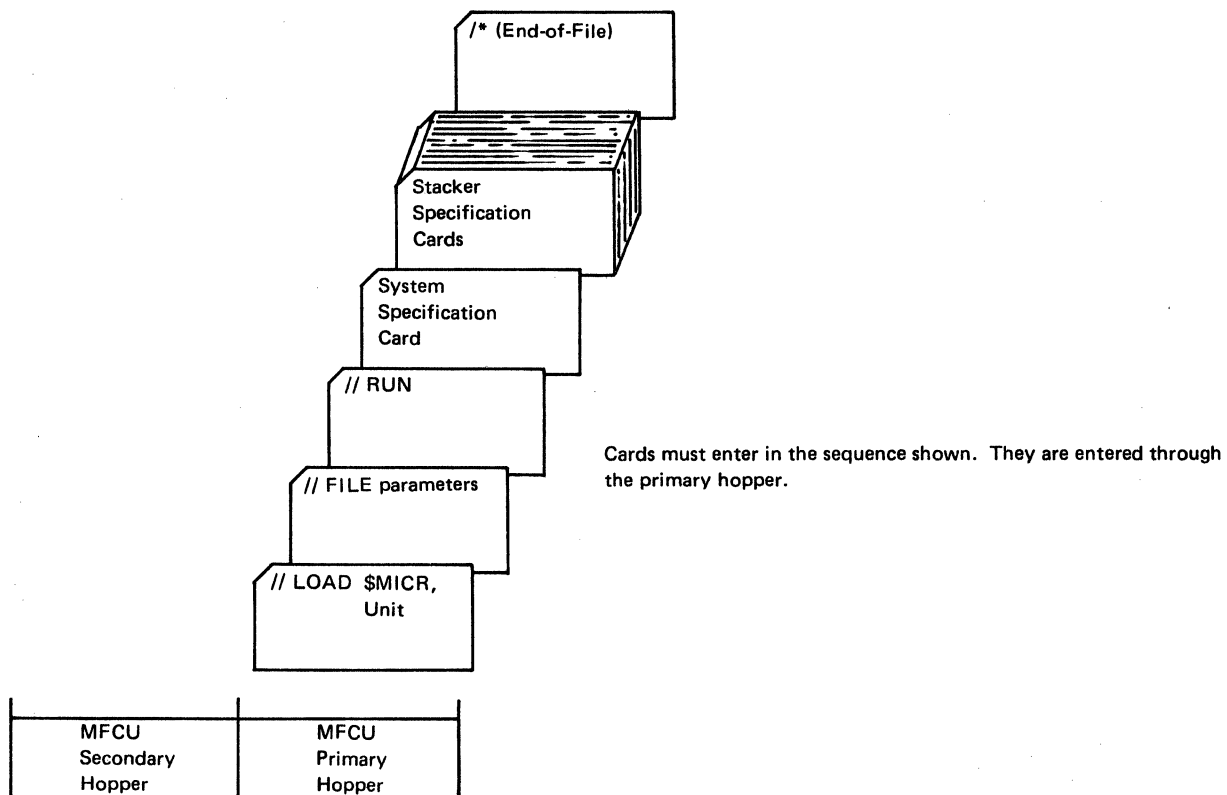 /* (End-of-File)
Stacker
Specification
Cards
System
Specification
Card
// RUN
Cards must enter in the sequence shown. They are entered through
the primary hopper.
// FILE parameters
// LOAD $MICR,
Unit
MFCU
Secondary
Hopper
MFCU
Primary
Hopper